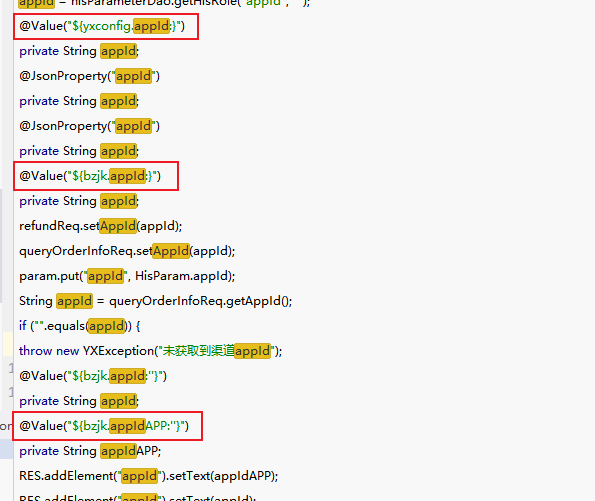 appId = hisParameterDao.getHisRole("appId", "");
@Value("${yxconfig.appId:}")
private String appId;
@JsonProperty("appId")
private String appId;
@JsonProperty("appId")
private String appId;
@Value("${bzjk.appId:}")
private String appId;
refundReq.setAppId(appId);
queryOrderInfoReq.setAppId(appId);
param.put("appId", HisParam.appId);
String appId = queryOrderInfoReq.getAppId();
if ("".equals(appId)) {
throw new YXException("未获取到渠道appId");
@Value("${bzjk.appId:''}")
private String appId;
@Value("${bzjk.appIdAPP:''}")
private String appIdAPP;
RES.addElement("appId").setText(appIdAPP);
RES.addElement("appId").setText(appId);